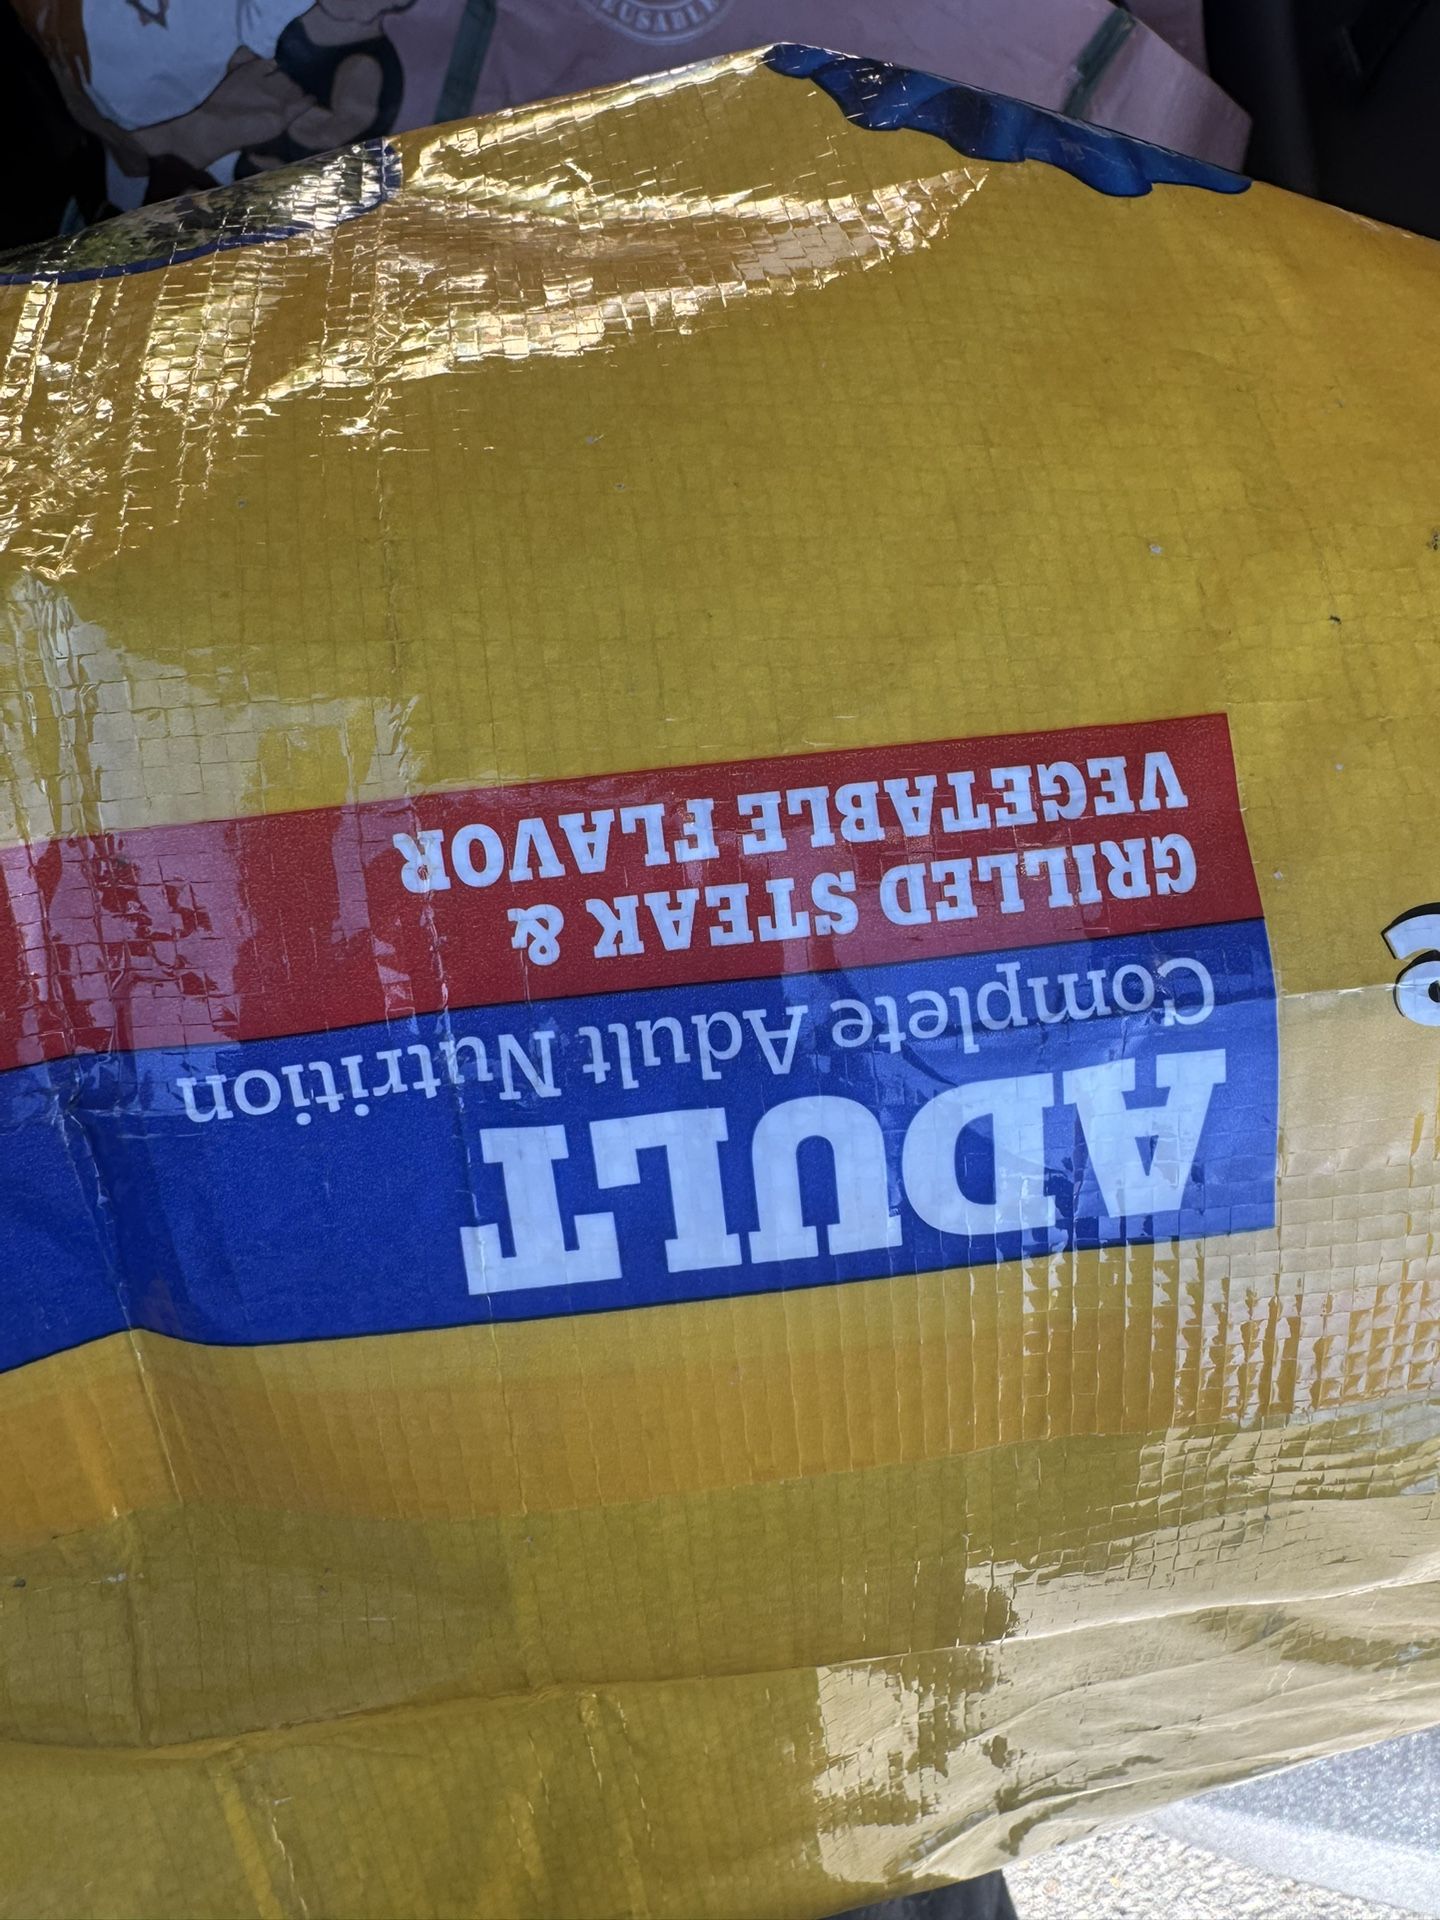 ADULT
Complete Adult Nutrition
GRILLED STEAK &
VEGETABLE FLAVOR